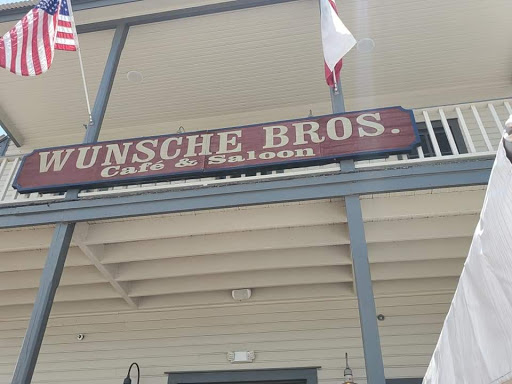 WUNSCHE BROS.
Café & Saloon